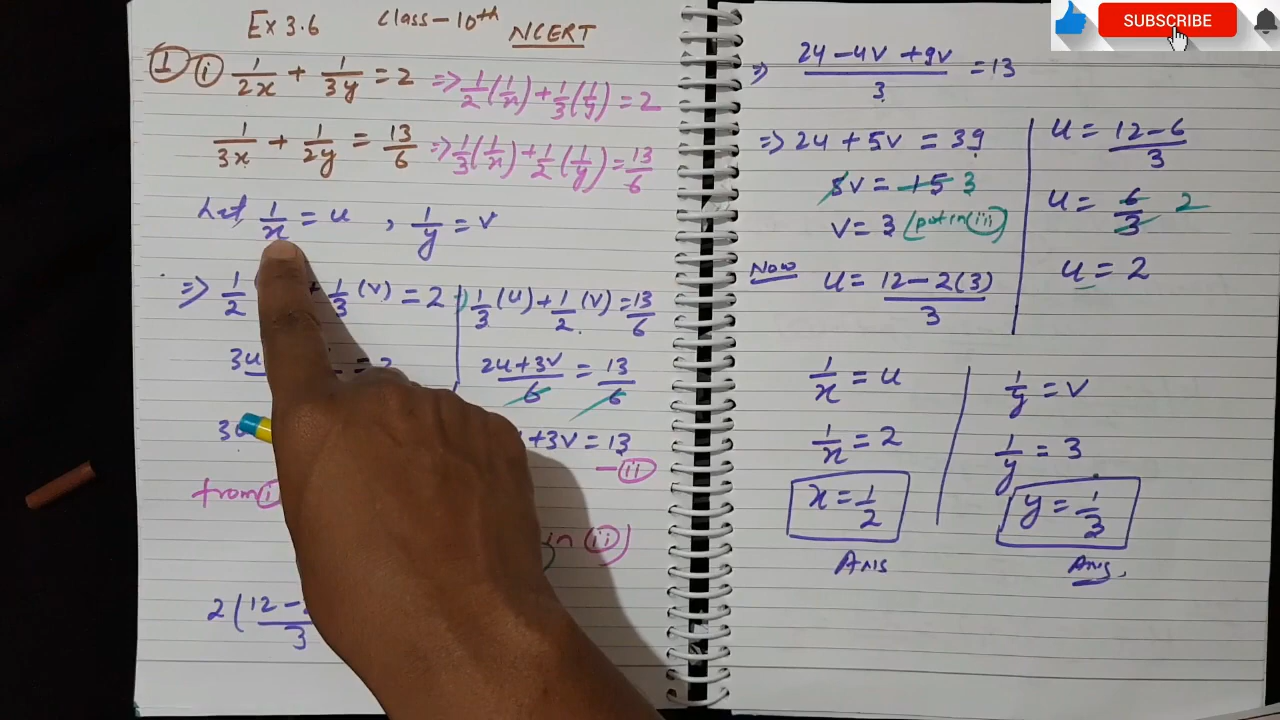 Ex 3.6 Class-10th NCERT
① ⓘ 1/2x + 1/3y = 2 ⇒ 1/2(1/x) + 1/3(1/y) = 2
1/3x + 1/2y = 13/6 ⇒ 1/3(1/x) + 1/2(1/y) = 13/6
Let 1/x = u , 1/y = v
⇒ 1/2 + 1/3 (v) = 2
3u = 2
3u
from ⓘ
2(12 -
3
1/3 (u) + 1/2 (v) = 13/6
2u+3v/6 = 13/6
+3v = 13
- ⓘⓘ
in ⓘⓘ)
SUBSCRIBE
⇒ 24 - 4v + 9v / 3 = 13
⇒ 24 + 5v = 39
5v = 15 3
v = 3 (put in (iii))
Now u = 12 - 2(3) / 3
u = 12 - 6 / 3
u = 6/3 2
u = 2
1/x = u
1/x = 2
x = 1/2
Ans
1/y = v
1/y = 3
y = 1/3
Ans.